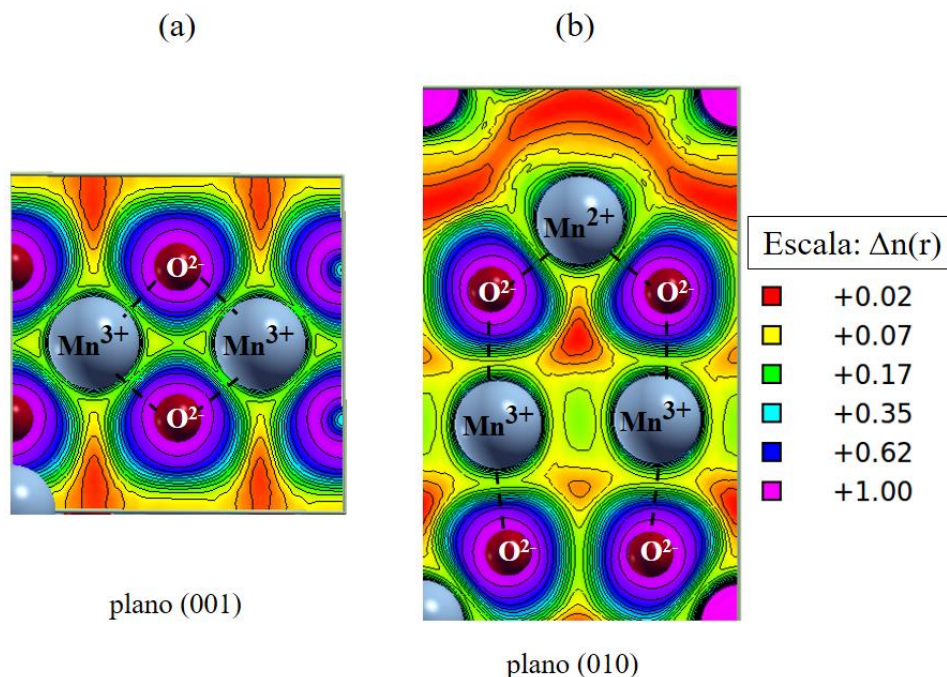 (a)
Mn3+
O2-
Mn3+
O2-
plano (001)
(b)
Mn2+
O2-
O2-
Mn3+
Mn3+
O2-
O2-
plano (010)
Escala: Δn(r)
+0.02
+0.07
+0.17
+0.35
+0.62
+1.00